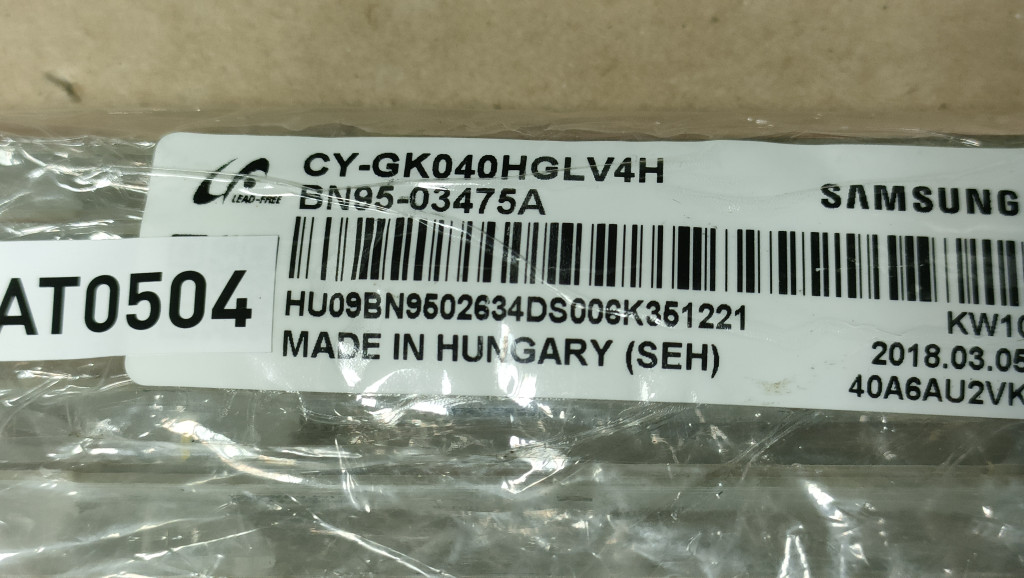 CY-GK040HGLV4H
LEAD-FREE
BN95-03475A
SAMSUNG
AT0504
HU09BN9502634DS006K351221
KW10
MADE IN HUNGARY (SEH)
2018.03.05
40A6AU2VK